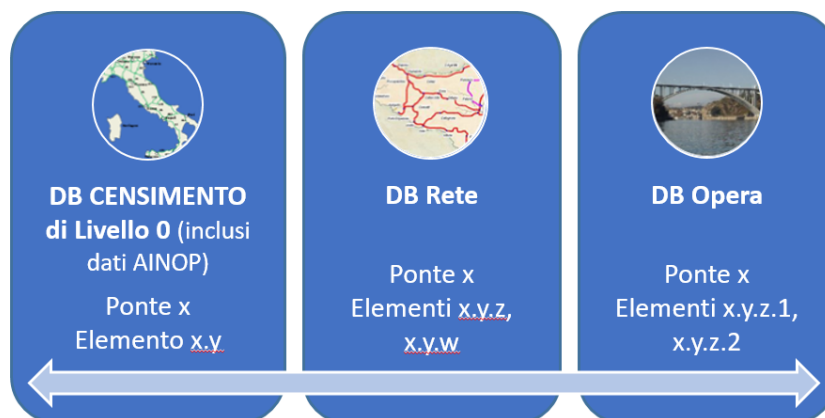 DB CENSIMENTO
di Livello 0 (inclusi
dati AINOP)
Ponte x
Elemento x.y
DB Rete
Ponte x
Elementi x.y.z,
x.y.w
DB Opera
Ponte x
Elementi x.y.z.1,
x.y.z.2